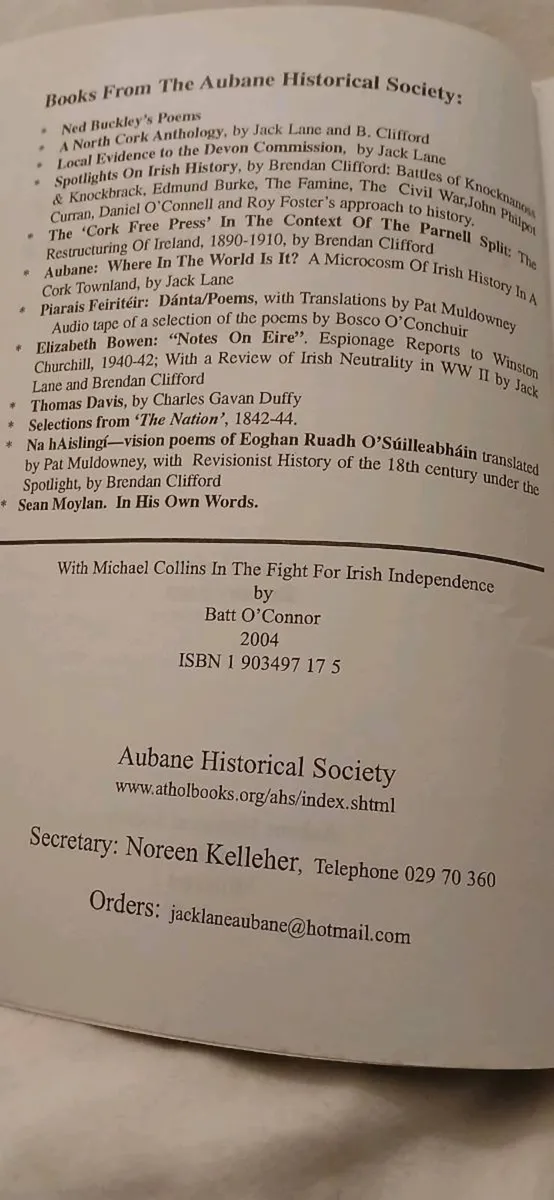 Books From The Aubane Historical Society:
* Ned Buckley's Poems
* A North Cork Anthology, by Jack Lane and B. Clifford
* Local Evidence to the Devon Commission, by Jack Lane
* Spotlights On Irish History, by Brendan Clifford: Battles of Knocknanoss
& Knockbrack, Edmund Burke, The Famine, The Civil War, John Philpot
Curran, Daniel O'Connell and Roy Foster's approach to history.
* The 'Cork Free Press' In The Context Of The Parnell Split: The
Restructuring Of Ireland, 1890-1910, by Brendan Clifford
* Aubane: Where In The World Is It? A Microcosm Of Irish History In A
Cork Townland, by Jack Lane
* Piarais Feiritéir: Dánta/Poems, with Translations by Pat Muldowney
Audio tape of a selection of the poems by Bosco O'Conchuir
* Elizabeth Bowen: "Notes On Eire". Espionage Reports to Winston
Churchill, 1940-42; With a Review of Irish Neutrality in WW II by Jack
Lane and Brendan Clifford
* Thomas Davis, by Charles Gavan Duffy
* Selections from 'The Nation', 1842-44.
* Na hAislingí—vision poems of Eoghan Ruadh O'Súilleabháin translated
by Pat Muldowney, with Revisionist History of the 18th century under the
Spotlight, by Brendan Clifford
* Sean Moylan. In His Own Words.
With Michael Collins In The Fight For Irish Independence
by
Batt O'Connor
2004
ISBN 1 903497 17 5
Aubane Historical Society
www.atholbooks.org/ahs/index.shtml
Secretary: Noreen Kelleher, Telephone 029 70 360
Orders: jacklaneaubane@hotmail.com